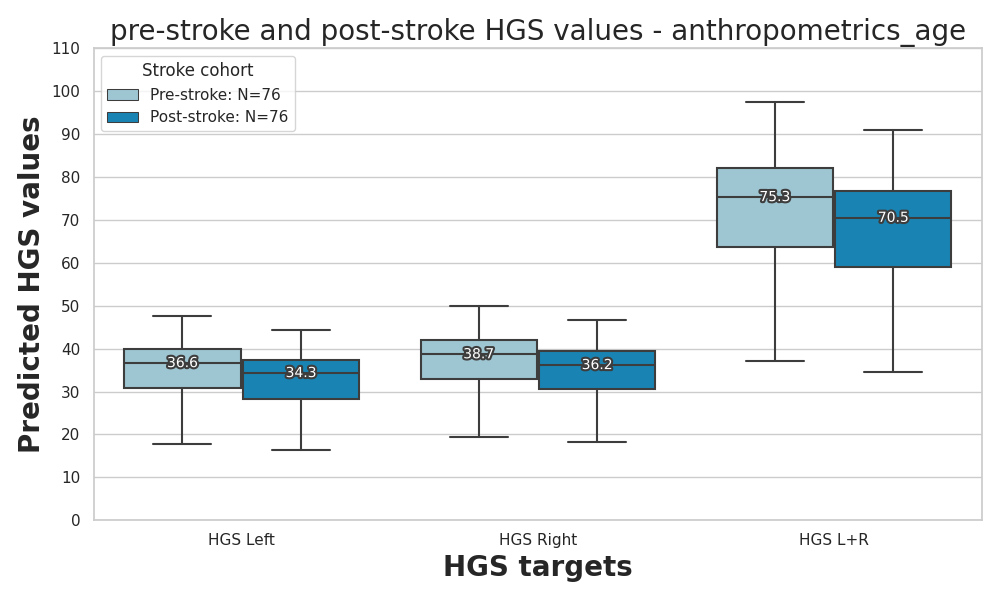 pre-stroke and post-stroke HGS values - anthropometrics_age
Predicted HGS values
110
100
90
80
70
60
50
40
30
20
10
0
Stroke cohort
Pre-stroke: N=76
Post-stroke: N=76
36.6
34.3
38.7
36.2
75.3
70.5
HGS Left
HGS Right
HGS L+R
HGS targets